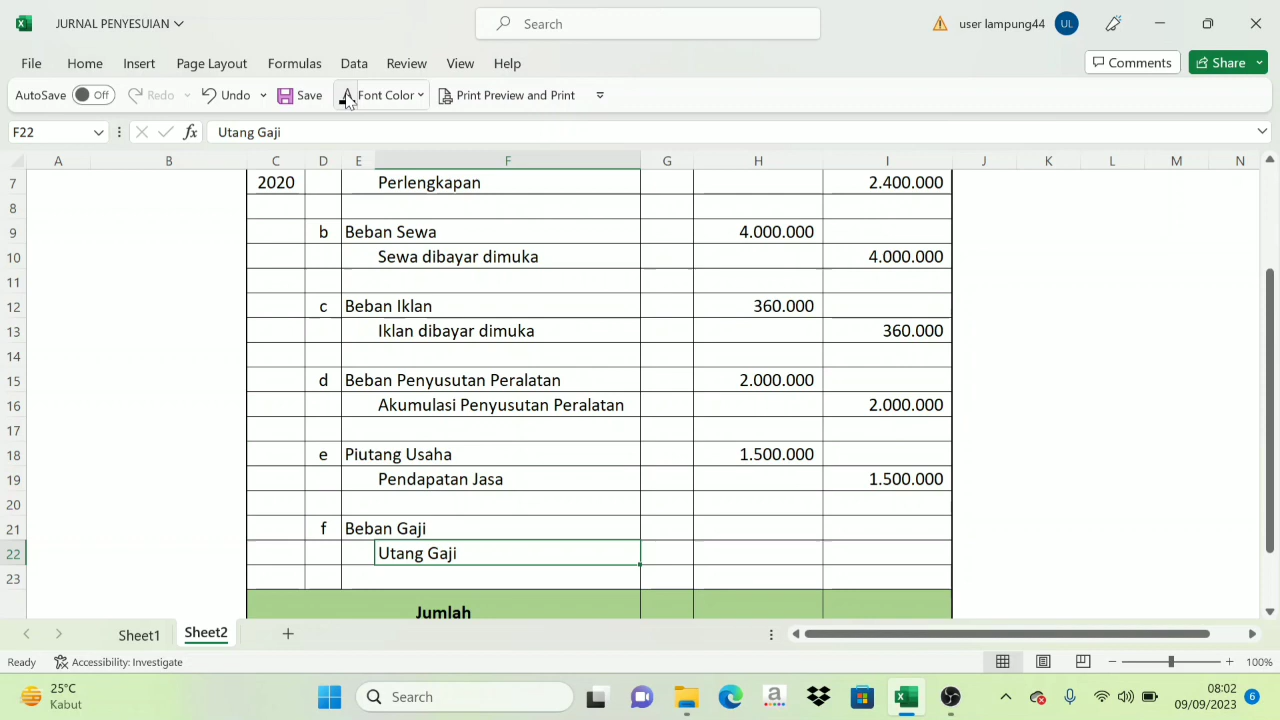 JURNAL PENYESUIAN
Search
user lampung44
UL
File Home Insert Page Layout Formulas Data Review View Help
Comments Share
AutoSave Off Redo Undo Save Font Color Print Preview and Print
F22 fx Utang Gaji
A B C D E F G H I J K L M N
7 2020 Perlengkapan 2.400.000
8
9 b Beban Sewa 4.000.000
10 Sewa dibayar dimuka 4.000.000
11
12 c Beban Iklan 360.000
13 Iklan dibayar dimuka 360.000
14
15 d Beban Penyusutan Peralatan 2.000.000
16 Akumulasi Penyusutan Peralatan 2.000.000
17
18 e Piutang Usaha 1.500.000
19 Pendapatan Jasa 1.500.000
20
21 f Beban Gaji
22 Utang Gaji
23
Jumlah
Sheet1 Sheet2
Ready Accessibility: Investigate 100%
25°C
Kabut
Search
08:02
09/09/2023
6